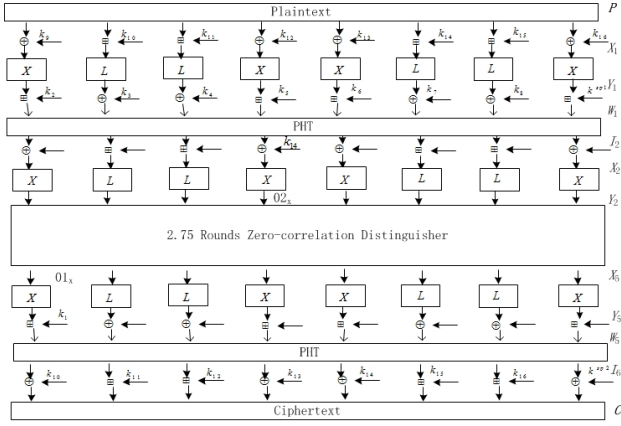 Plaintext P
k₉ k₁₀ k₁₁ k₁₂ k₁₃ k₁₄ k₁₅ k₁₆ X₁
X L L X X L L X
k₂ k₃ k₄ k₅ k₆ k₇ k₈ Y₁
W₁
PHT
k₁₄ I₂
X L L X X L L X X₂
02ₓ Y₂
2.75 Rounds Zero-correlation Distinguisher
01ₓ X₅
X L L X X L L X
k₁ Y₅
W₅
PHT
k₁₀ k₁₁ k₁₂ k₁₃ k₁₄ k₁₅ k₁₆ I₆
Ciphertext C